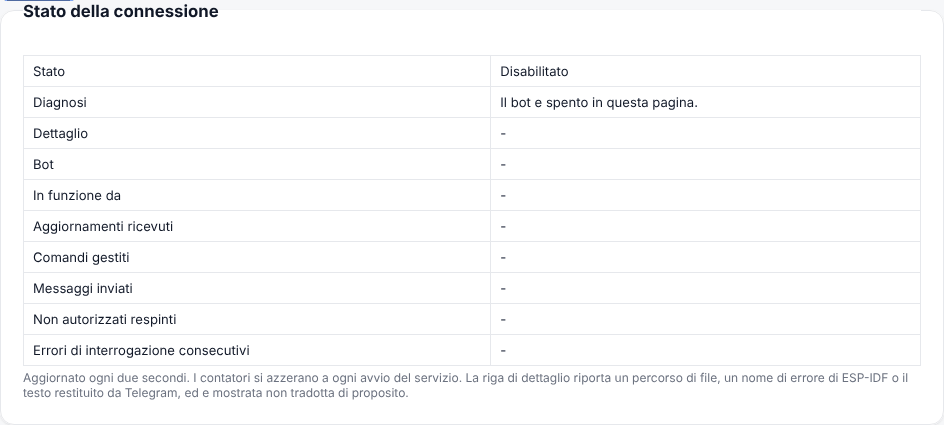 Stato della connessione
Stato Disabilitato
Diagnosi Il bot e spento in questa pagina.
Dettaglio -
Bot -
In funzione da -
Aggiornamenti ricevuti -
Comandi gestiti -
Messaggi inviati -
Non autorizzati respinti -
Errori di interrogazione consecutivi -
Aggiornato ogni due secondi. I contatori si azzerano a ogni avvio del servizio. La riga di dettaglio riporta un percorso di file, un nome di errore di ESP-IDF o il
testo restituito da Telegram, ed e mostrata non tradotta di proposito.